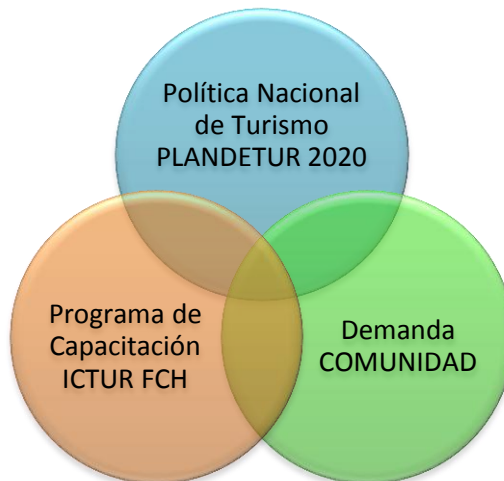 Política Nacional
de Turismo
PLANDETUR 2020
Programa de
Capacitación
ICTUR FCH
Demanda
COMUNIDAD